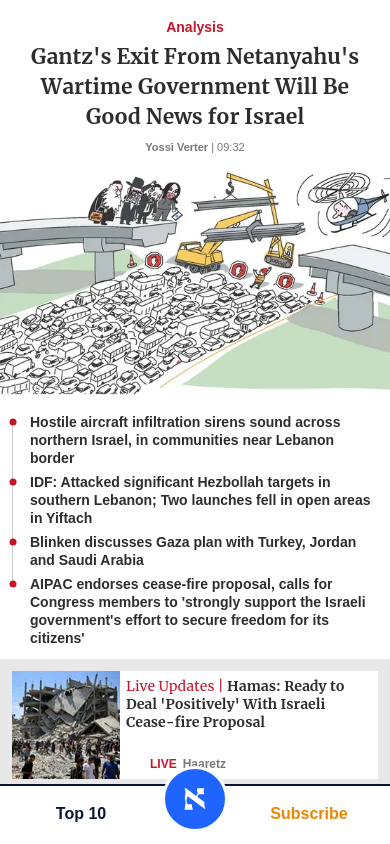 Analysis
Gantz's Exit From Netanyahu's
Wartime Government Will Be
Good News for Israel
Yossi Verter | 09:32
Hostile aircraft infiltration sirens sound across
northern Israel, in communities near Lebanon
border
IDF: Attacked significant Hezbollah targets in
southern Lebanon; Two launches fell in open areas
in Yiftach
Blinken discusses Gaza plan with Turkey, Jordan
and Saudi Arabia
AIPAC endorses cease-fire proposal, calls for
Congress members to 'strongly support the Israeli
government's effort to secure freedom for its
citizens'
Live Updates | Hamas: Ready to
Deal 'Positively' With Israeli
Cease-fire Proposal
LIVE Haaretz
Top 10
Subscribe